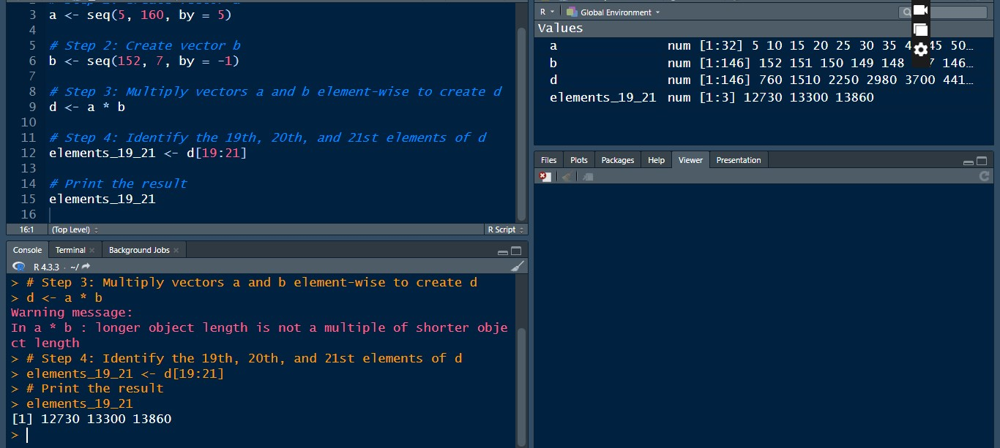 3 a <- seq(5, 160, by = 5)
4
5 # Step 2: Create vector b
6 b <- seq(152, 7, by = -1)
7
8 # Step 3: Multiply vectors a and b element-wise to create d
9 d <- a * b
10
11 # Step 4: Identify the 19th, 20th, and 21st elements of d
12 elements_19_21 <- d[19:21]
13
14 # Print the result
15 elements_19_21
16
16:1 (Top Level) R Script
Console Terminal Background Jobs
R 4.3.3 · ~/
> # Step 3: Multiply vectors a and b element-wise to create d
> d <- a * b
Warning message:
In a * b : longer object length is not a multiple of shorter obje
ct length
> # Step 4: Identify the 19th, 20th, and 21st elements of d
> elements_19_21 <- d[19:21]
> # Print the result
> elements_19_21
[1] 12730 13300 13860
>
R Global Environment
Values
a num [1:32] 5 10 15 20 25 30 35 4 45 50...
b num [1:146] 152 151 150 149 148 7 146...
d num [1:146] 760 1510 2250 2980 3700 441...
elements_19_21 num [1:3] 12730 13300 13860
Files Plots Packages Help Viewer Presentation